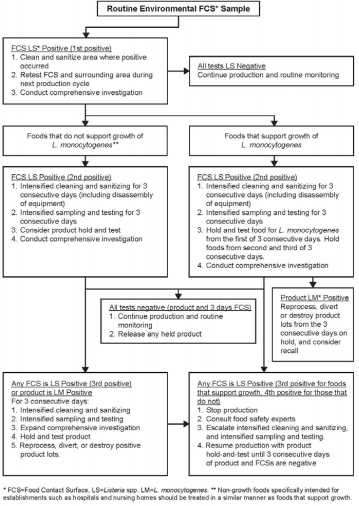 Routine Environmental FCS* Sample
FCS LS* Positive (1st positive)
1. Clean and sanitize area where positive
occurred
2. Retest FCS and surrounding area during
next production cycle
3. Conduct comprehensive investigation
All tests LS Negative
Continue production and routine monitoring
Foods that do not support growth of
L. monocytogenes**
Foods that support growth of
L. monocytogenes
FCS LS Positive (2nd positive)
1. Intensified cleaning and sanitizing for 3
consecutive days (including disassembly
of equipment)
2. Intensified sampling and testing for 3
consecutive days
3. Consider product hold and test
4. Conduct comprehensive investigation
FCS LS Positive (2nd positive)
1. Intensified cleaning and sanitizing for 3
consecutive days (including disassembly
of equipment)
2. Intensified sampling and testing for 3
consecutive days
3. Hold and test food for L. monocytogenes
from the first of 3 consecutive days. Hold
foods from second and third of 3
consecutive days.
4. Conduct comprehensive investigation
All tests negative (product and 3 days FCS)
1. Continue production and routine
monitoring
2. Release any held product
Product LM* Positive
Reprocess, divert
or destroy product
lots from the 3
consecutive days on
hold, and consider
recall
Any FCS is LS Positive (3rd positive)
or product is LM Positive
For 3 consecutive days:
1. Intensified cleaning and sanitizing
2. Intensified sampling and testing
3. Expand comprehensive investigation
4. Hold and test product
5. Reprocess, divert, or destroy positive
product lots.
Any FCS is LS Positive (3rd positive for foods
that support growth, 4th positive for those that
do not)
1. Stop production
2. Consult food safety experts
3. Escalate intensified cleaning and sanitizing,
and intensified sampling and testing.
4. Resume production with product
hold-and-test until 3 consecutive days
of product and FCSs are negative
* FCS=Food Contact Surface, LS=Listeria spp. LM=L. monocytogenes. ** Non-growth foods specifically intended for
establishments such as hospitals and nursing homes should be treated in a similar manner as foods that support growth.